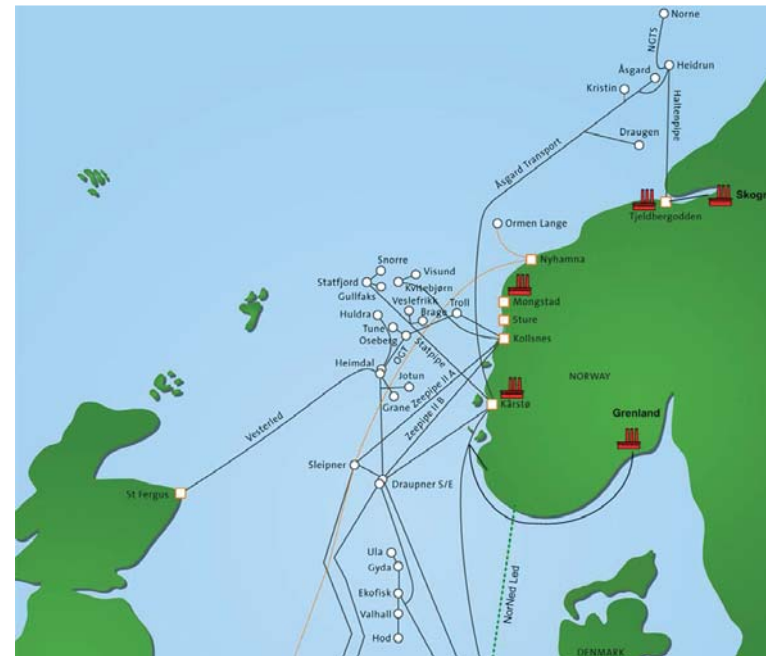 Norne
NGTS
Åsgard
Heidrun
Kristin
Haltenpipe
Draugen
Åsgard Transport
Skogn
Tjeldbergodden
Ormen Lange
Nyhamna
Snorre
Visund
Statfjord
Kvitebjørn
Gullfaks
Veslefrikk
Troll
Mongstad
Huldra
Brage
Tune
Sture
Oseberg
Statpipe
Kollsnes
OGT
Heimdal
Jotun
NORWAY
Grane
Zeepipe II A
Kårstø
Grenland
Vesterled
Zeepipe II B
Sleipner
Draupner S/E
St Fergus
Ula
Gyda
Ekofisk
NorNed Led
Valhall
Hod
DENMARK